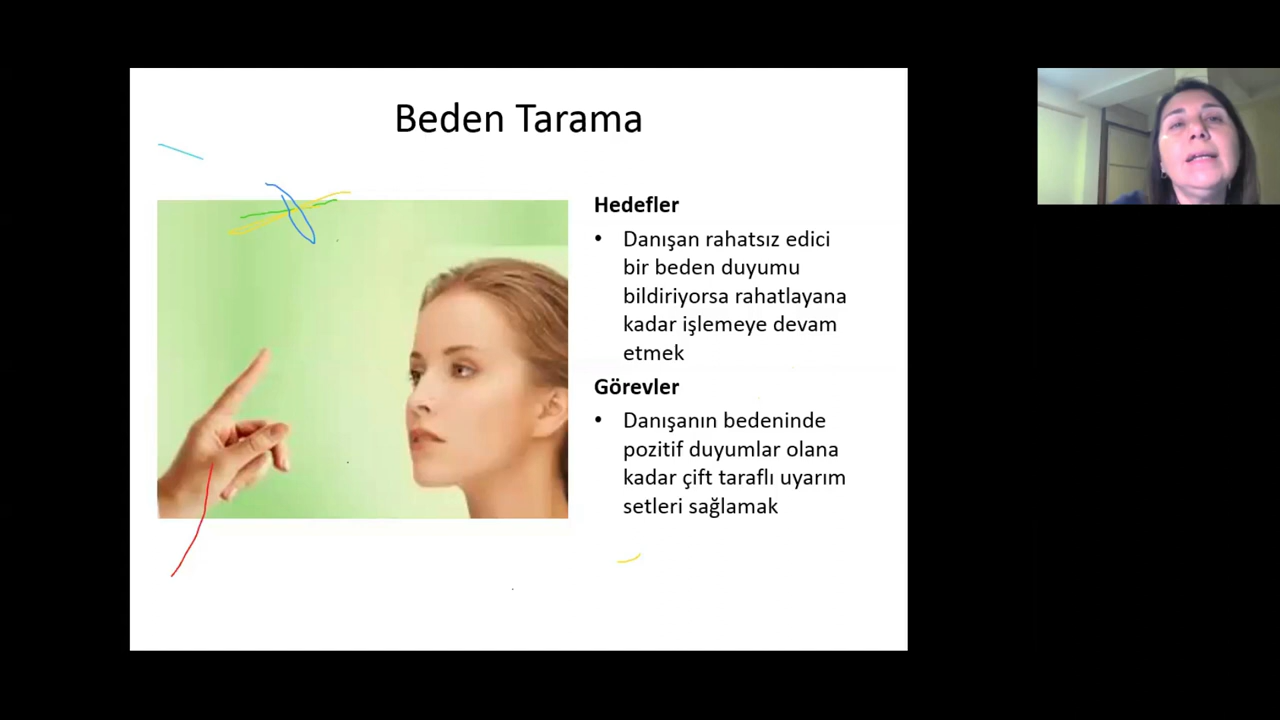 Beden Tarama
Hedefler
• Danışan rahatsız edici
bir beden duyumu
bildiriyorsa rahatlayana
kadar işlemeye devam
etmek
Görevler
• Danışanın bedeninde
pozitif duyumlar olana
kadar çift taraflı uyarım
setleri sağlamak